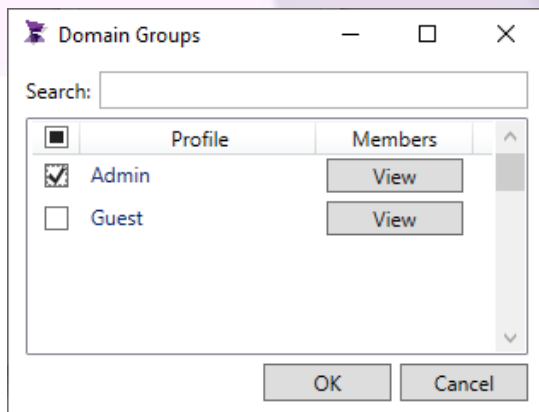 Domain Groups
Search:
Profile Members
Admin View
Guest View
OK Cancel